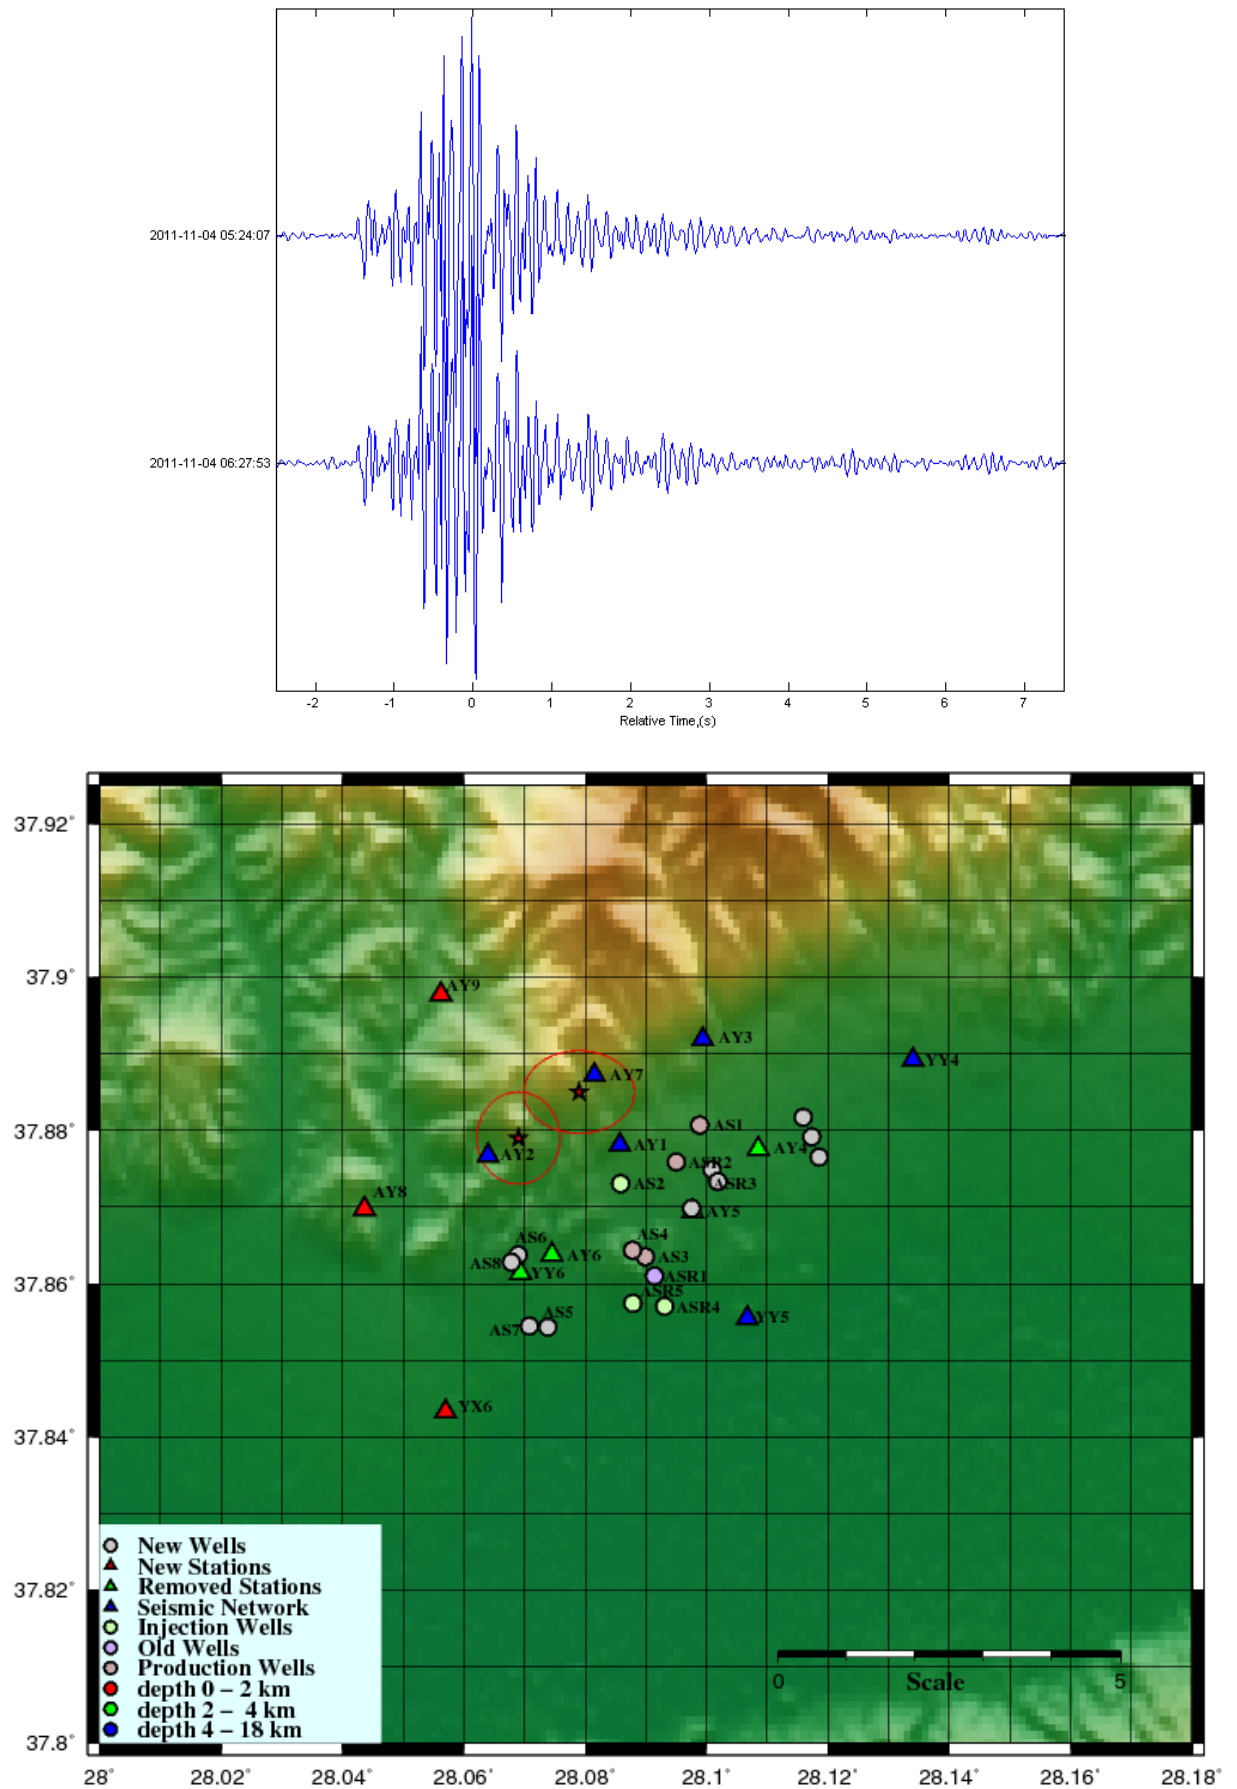 2011-11-04 05:24:07
2011-11-04 06:27:53
-2 -1 0 1 2 3 4 5 6 7
Relative Time,(s)
37.92˚
37.9˚
37.88˚
37.86˚
37.84˚
37.82˚
37.8˚
AY9
AY3
YY4
AY7
AS1
AY2
AY1
AY4
ASR2
AS2
ASR3
AY8
AY5
AS4
AS6
AS8
AY6
AS3
YY6
ASR1
ASR5
AS5
ASR4
YY5
AS7
YX6
New Wells
New Stations
Removed Stations
Seismic Network
Injection Wells
Old Wells
Production Wells
depth 0 – 2 km
depth 2 – 4 km
depth 4 – 18 km
0 Scale 5
28˚ 28.02˚ 28.04˚ 28.06˚ 28.08˚ 28.1˚ 28.12˚ 28.14˚ 28.16˚ 28.18˚